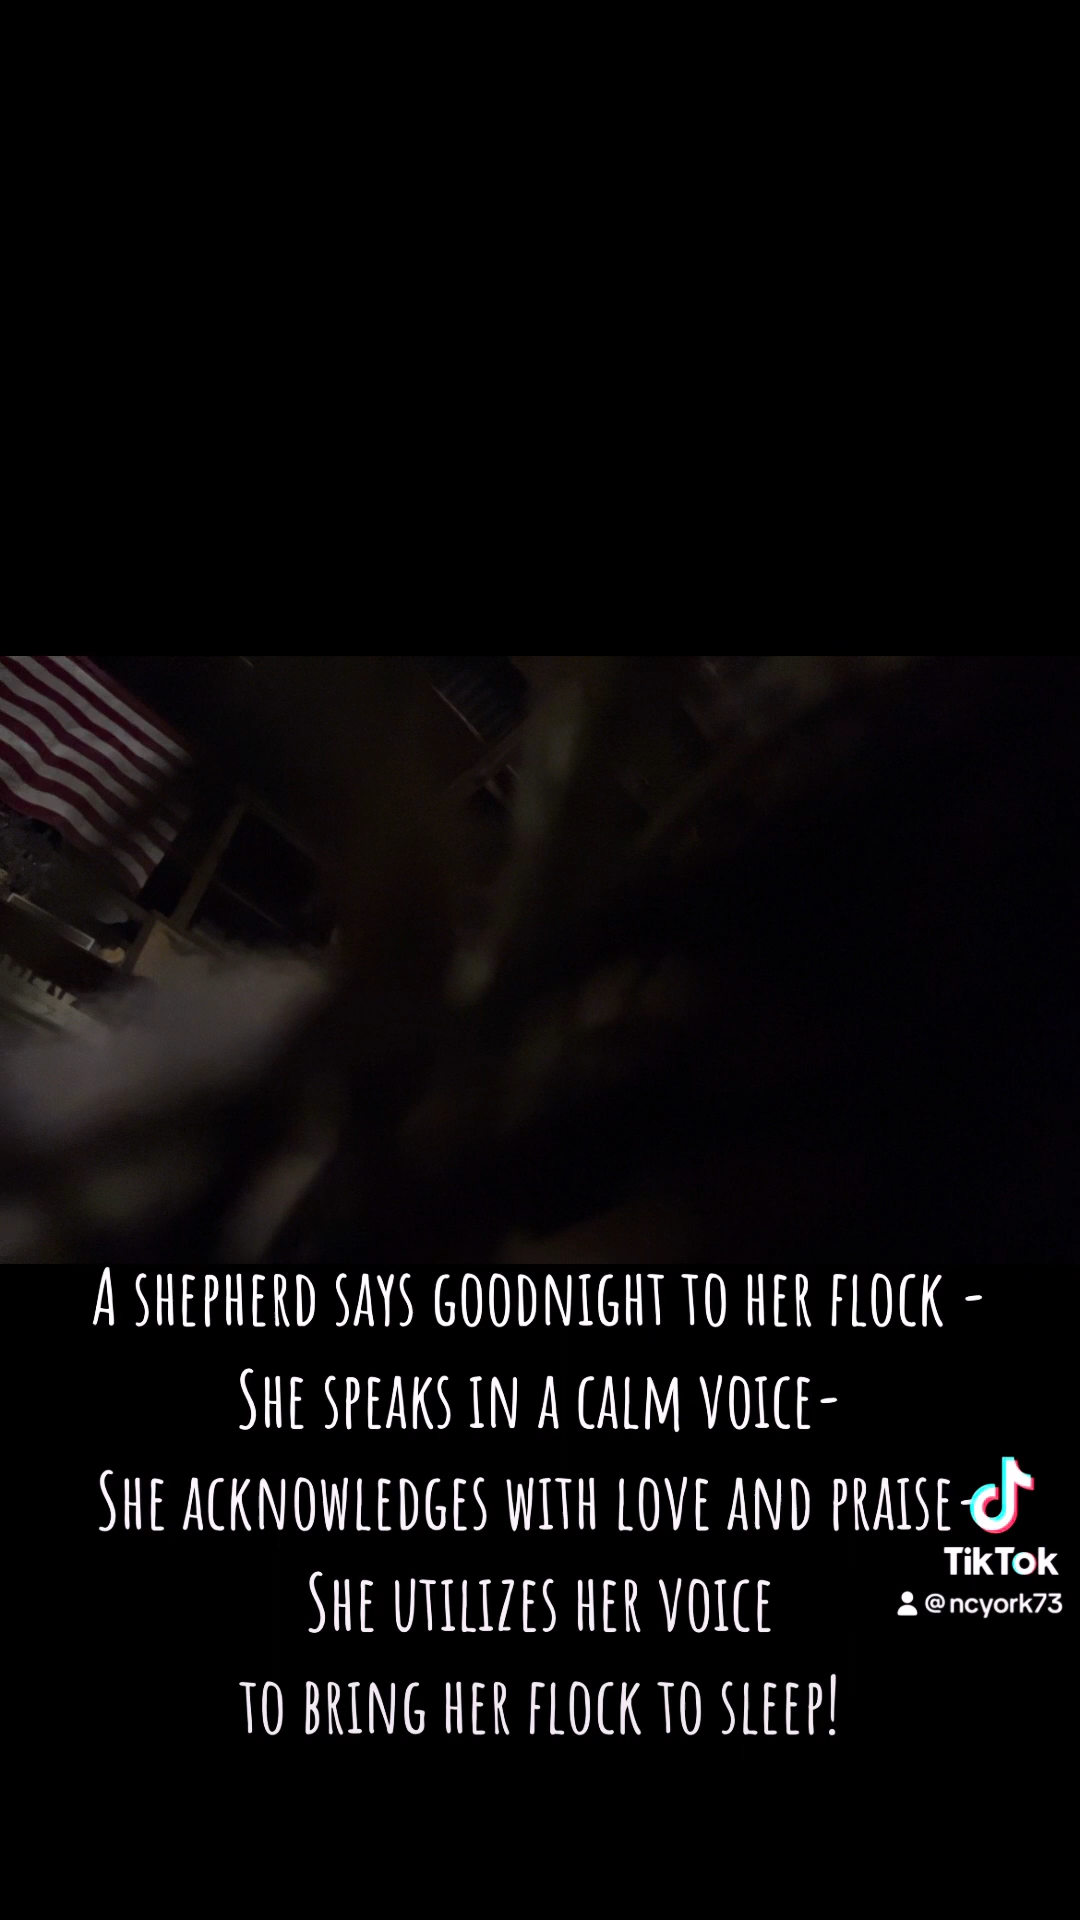 A SHEPHERD SAYS GOODNIGHT TO HER FLOCK -
SHE SPEAKS IN A CALM VOICE-
SHE ACKNOWLEDGES WITH LOVE AND PRAISE-
SHE UTILIZES HER VOICE
TO BRING HER FLOCK TO SLEEP!
TikTok
@ncyork73